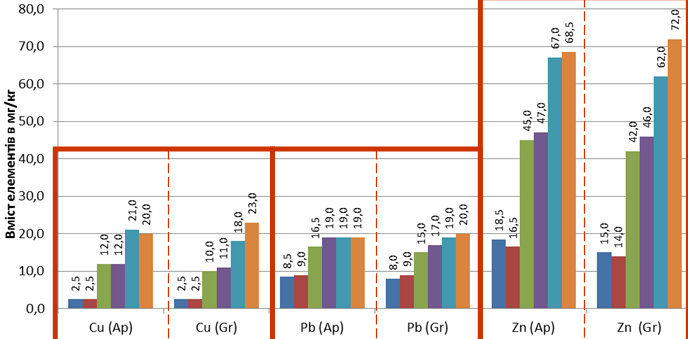 Вміст елементів в мг/кг
80,0
70,0
60,0
50,0
40,0
30,0
20,0
10,0
0,0
2,5 2,5 12,0 12,0 21,0 20,0
2,5 2,5 10,0 11,0 18,0 23,0
8,5 9,0 16,5 19,0 19,0 19,0
8,0 9,0 15,0 17,0 19,0 20,0
18,5 16,5 45,0 47,0 67,0 68,5
15,0 14,0 42,0 46,0 62,0 72,0
Cu (Ap) Cu (Gr) Pb (Ap) Pb (Gr) Zn (Ap) Zn (Gr)